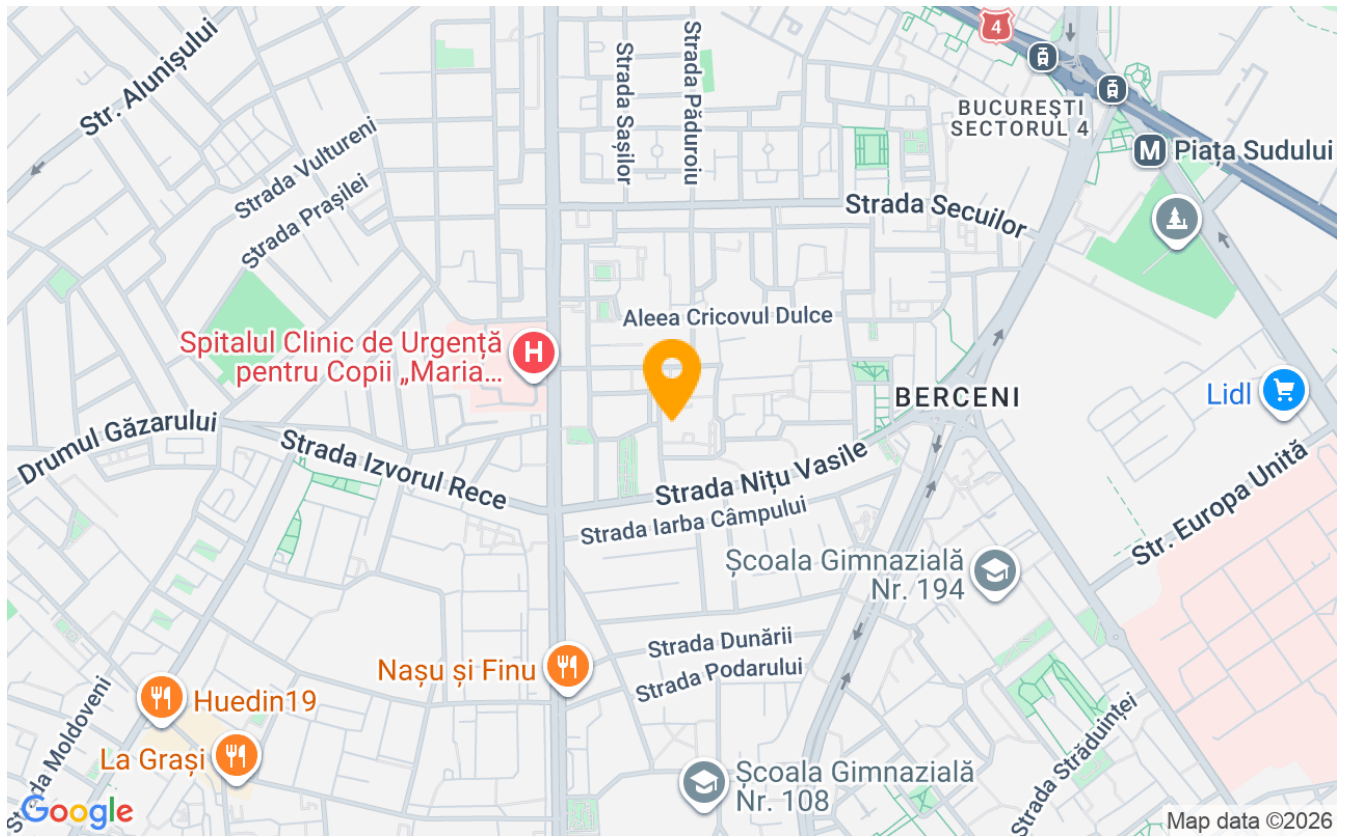 4
Str. Alunișului
Strada Sașilor
Strada Păduroiu
BUCUREȘTI
SECTORUL 4
Strada Vultureni
Piața Sudului
M
Strada Prașilei
Strada Secuilor
Aleea Cricovul Dulce
Spitalul Clinic de Urgență
pentru Copii „Maria...
H
BERCENI
Lidl
Drumul Găzarului
Strada Izvorul Rece
Strada Nițu Vasile
Strada Iarba Câmpului
Str. Europa Unită
Școala Gimnazială
Nr. 194
Strada Dunării
Strada Podarului
Nașu și Finu
Huedin19
Strada Moldoveni
La Grași
Strada Străduinței
Școala Gimnazială
Nr. 108
Google
Map data ©2026